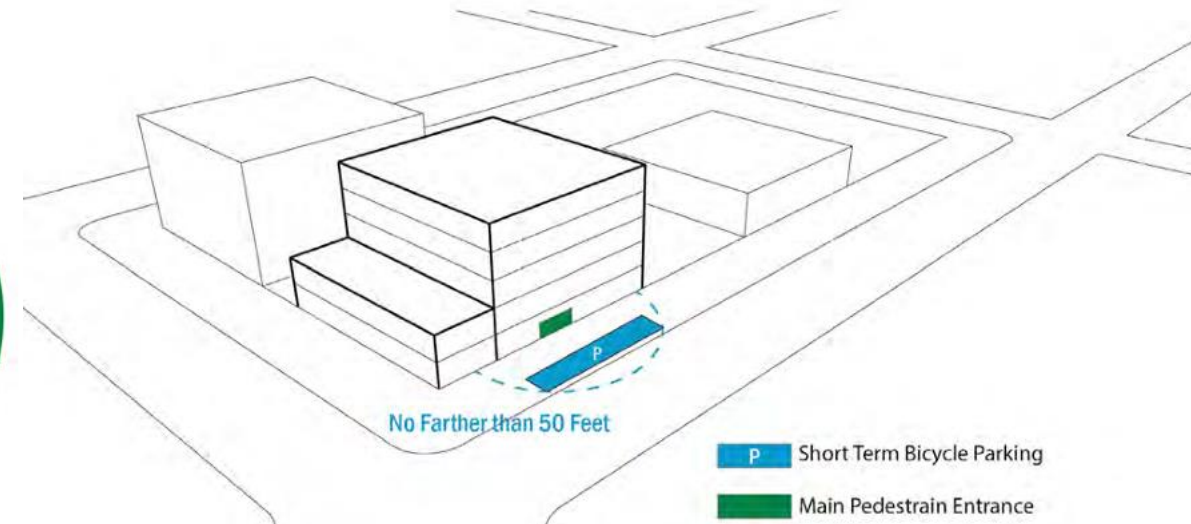 P
No Farther than 50 Feet
P Short Term Bicycle Parking
Main Pedestrain Entrance